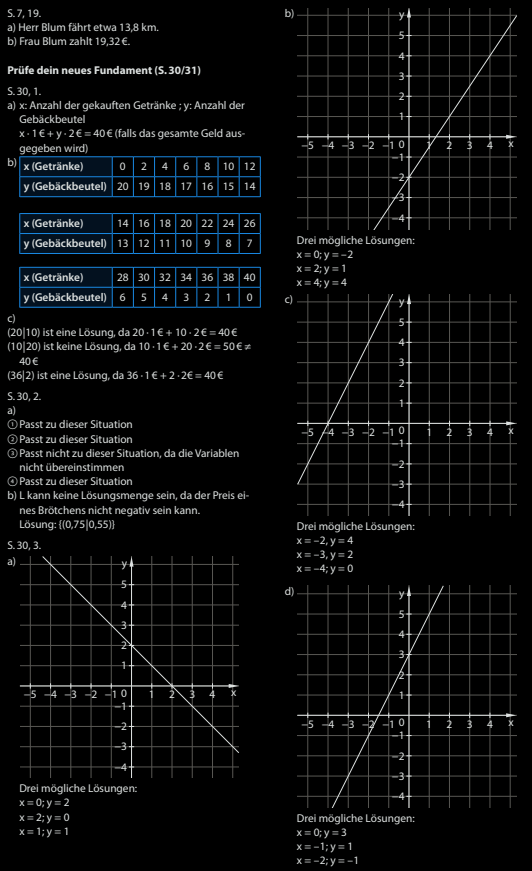 S. 7, 19.
a) Herr Blum fährt etwa 13,8 km.
b) Frau Blum zahlt 19,32 €.
Prüfe dein neues Fundament (S. 30/31)
S. 30, 1.
a) x: Anzahl der gekauften Getränke ; y: Anzahl der
Gebäckbeutel
x · 1 € + y · 2 € = 40 € (falls das gesamte Geld aus-
gegeben wird)
b)
x (Getränke) 0 2 4 6 8 10 12
y (Gebäckbeutel) 20 19 18 17 16 15 14
x (Getränke) 14 16 18 20 22 24 26
y (Gebäckbeutel) 13 12 11 10 9 8 7
x (Getränke) 28 30 32 34 36 38 40
y (Gebäckbeutel) 6 5 4 3 2 1 0
c)
(20|10) ist eine Lösung, da 20 · 1 € + 10 · 2 € = 40 €
(10|20) ist keine Lösung, da 10 · 1 € + 20 · 2 € = 50 € ≠
40 €
(36|2) ist eine Lösung, da 36 · 1 € + 2 · 2 € = 40 €
S. 30, 2.
a)
① Passt zu dieser Situation
② Passt zu dieser Situation
③ Passt nicht zu dieser Situation, da die Variablen
nicht übereinstimmen
④ Passt zu dieser Situation
b) L kann keine Lösungsmenge sein, da der Preis ei-
nes Brötchens nicht negativ sein kann.
Lösung: {(0,75|0,55)}
S. 30, 3.
a)
y
5
4
3
2
1
−5 −4 −3 −2 −1 0 1 2 3 4 x
−1
−2
−3
−4
Drei mögliche Lösungen:
x = 0; y = 2
x = 2; y = 0
x = 1; y = 1
b)
y
5
4
3
2
1
−5 −4 −3 −2 −1 0 1 2 3 4 x
−1
−2
−3
−4
Drei mögliche Lösungen:
x = 0; y = −2
x = 2; y = 1
x = 4; y = 4
c)
y
5
4
3
2
1
−5 −4 −3 −2 −1 0 1 2 3 4 x
−1
−2
−3
−4
Drei mögliche Lösungen:
x = −2, y = 4
x = −3, y = 2
x = −4; y = 0
d)
y
5
4
3
2
1
−5 −4 −3 −2 −1 0 1 2 3 4 x
−1
−2
−3
−4
Drei mögliche Lösungen:
x = 0; y = 3
x = −1; y = 1
x = −2; y = −1